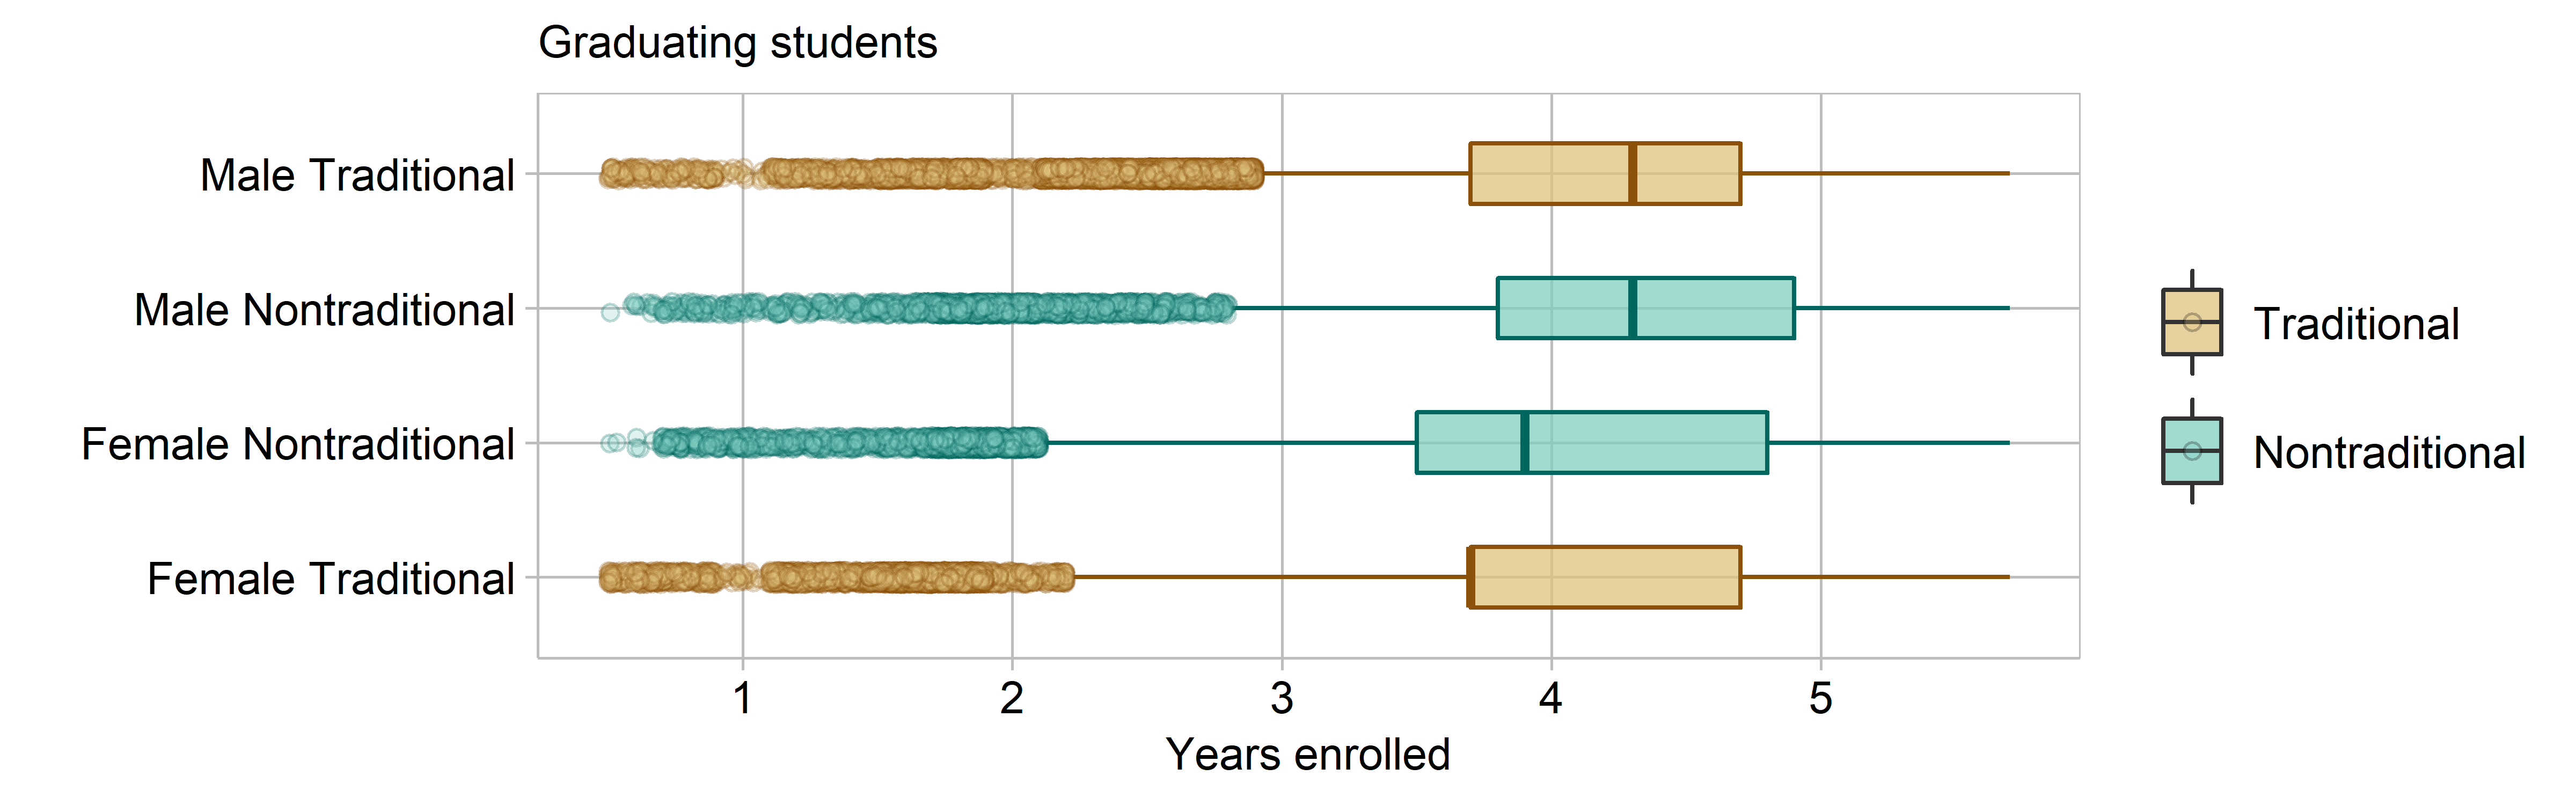 Graduating students
Male Traditional
Male Nontraditional
Female Nontraditional
Female Traditional
1 2 3 4 5
Years enrolled
Traditional
Nontraditional